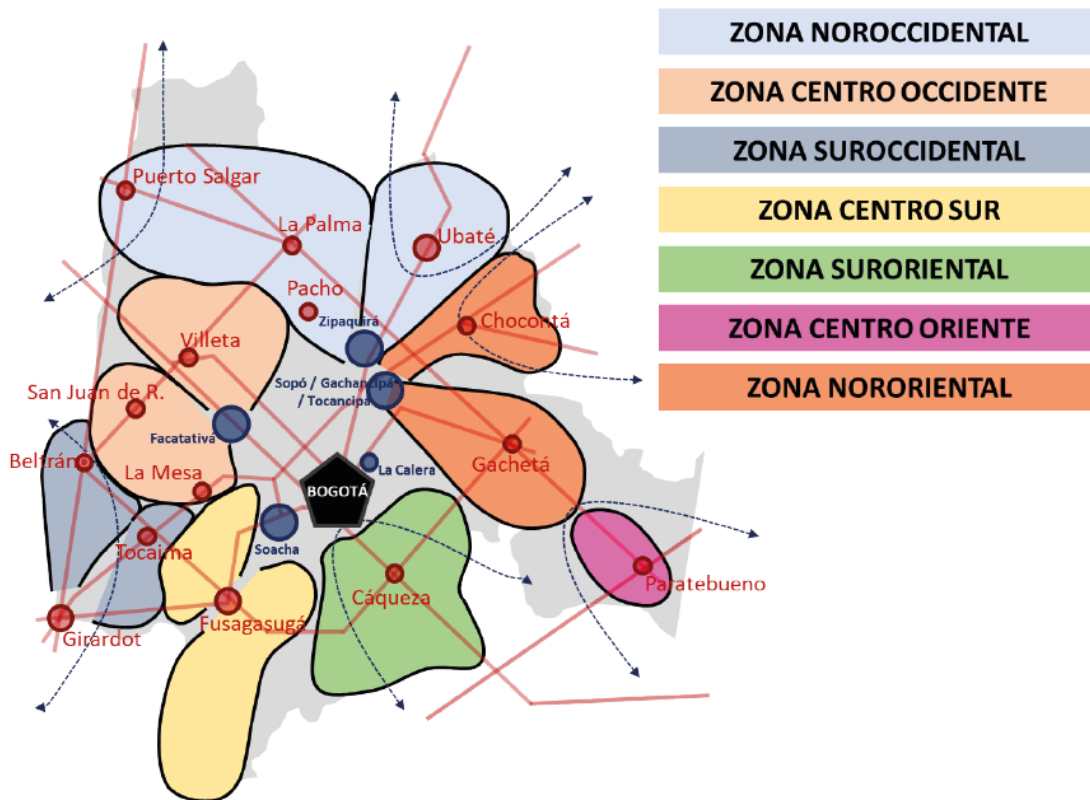 ZONA NOROCCIDENTAL
ZONA CENTRO OCCIDENTE
ZONA SUROCCIDENTAL
ZONA CENTRO SUR
ZONA SURORIENTAL
ZONA CENTRO ORIENTE
ZONA NORORIENTAL
Puerto Salgar
La Palma
Ubaté
Pacho
Zipaquirá
Chocontá
Villeta
Sopó / Gachancipá
/ Tocancipa
San Juan de R.
Facatativá
Beltrán
La Mesa
La Calera
Gachetá
BOGOTÁ
Soacha
Tocaima
Cáqueza
Paratebueno
Girardot
Fusagasugá